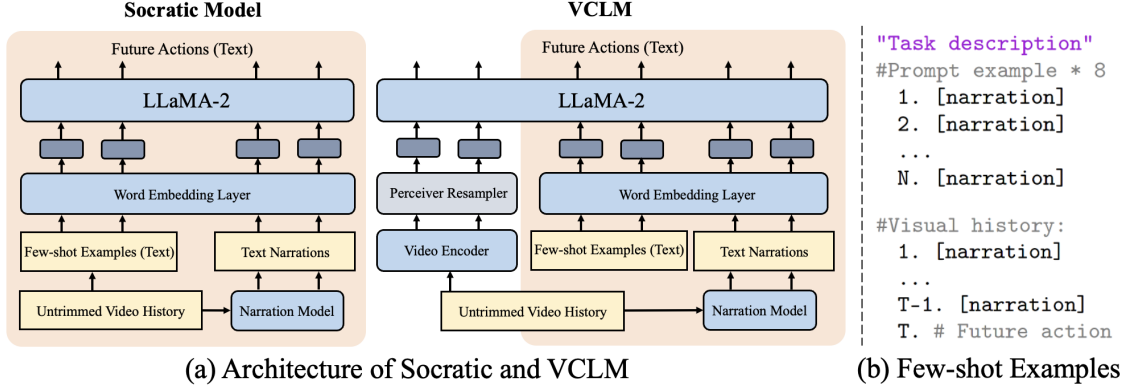 Socratic Model
Future Actions (Text)
LLaMA-2
Word Embedding Layer
Few-shot Examples (Text)
Text Narrations
Untrimmed Video History
Narration Model
VCLM
Future Actions (Text)
LLaMA-2
Perceiver Resampler
Word Embedding Layer
Video Encoder
Few-shot Examples (Text)
Text Narrations
Untrimmed Video History
Narration Model
(a) Architecture of Socratic and VCLM
"Task description"
#Prompt example * 8
1. [narration]
2. [narration]
...
N. [narration]
#Visual history:
1. [narration]
...
T-1. [narration]
T. # Future action
(b) Few-shot Examples